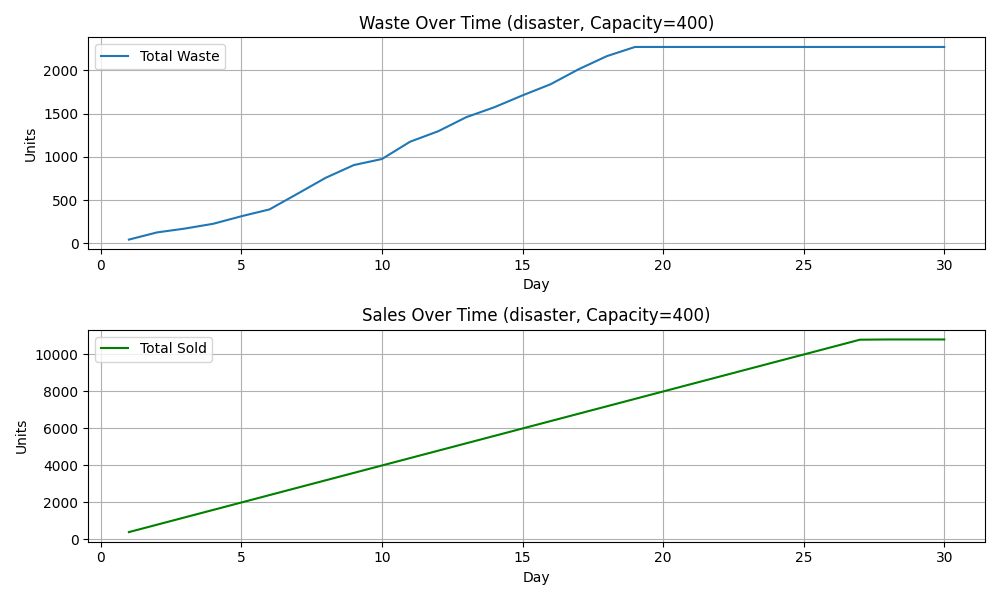 Waste Over Time (disaster, Capacity=400)
Total Waste
2000
1500
1000
500
0
Units
0 5 10 15 20 25 30
Day
Sales Over Time (disaster, Capacity=400)
Total Sold
10000
8000
6000
4000
2000
0
Units
0 5 10 15 20 25 30
Day